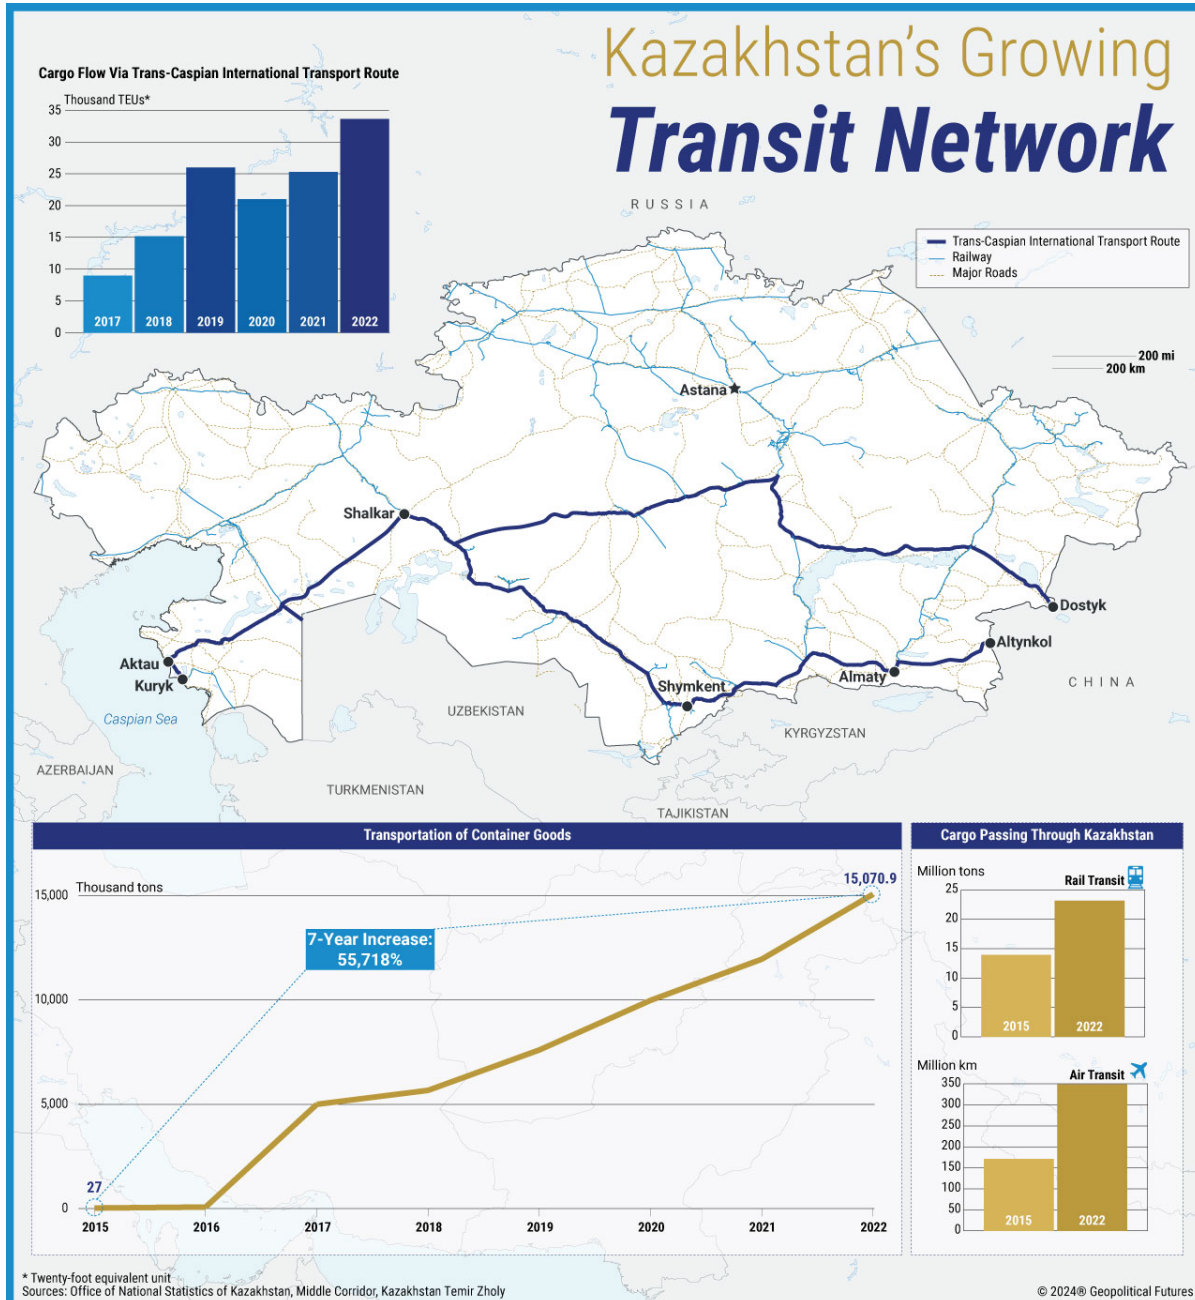 Kazakhstan's Growing
Transit Network
Cargo Flow Via Trans-Caspian International Transport Route
Thousand TEUs*
35
30
25
20
15
10
5
0
2017
2018
2019
2020
2021
2022
RUSSIA
Trans-Caspian International Transport Route
Railway
Major Roads
200 mi
200 km
Astana
Shalkar
Dostyk
Altynkol
Aktau
Kuryk
Almaty
Shymkent
CHINA
Caspian Sea
UZBEKISTAN
KYRGYZSTAN
AZERBAIJAN
TURKMENISTAN
TAJIKISTAN
Transportation of Container Goods
Thousand tons
15,000
10,000
5,000
0
15,070.9
7-Year Increase:
55,718%
27
2015
2016
2017
2018
2019
2020
2021
2022
Cargo Passing Through Kazakhstan
Million tons
Rail Transit
25
20
15
10
5
0
2015
2022
Million km
Air Transit
350
300
250
200
150
100
50
0
2015
2022
* Twenty-foot equivalent unit
Sources: Office of National Statistics of Kazakhstan, Middle Corridor, Kazakhstan Temir Zholy
© 2024® Geopolitical Futures